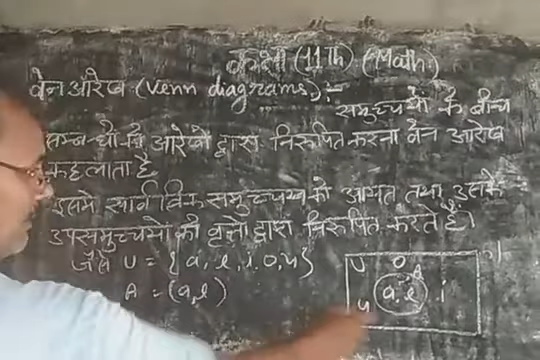 कक्षा (11th) (Math)
वेन आरेख (Venn diagrams):-
समुच्चयों के बीच
सम्बन्धों को आरेखों द्वारा निरूपित करना वेन आरेख
कहलाता है
इसमे सार्वत्रिक समुच्चय को आयत तथा उसके
उपसमुच्चयों को वृत्तों द्वारा निरूपित करते है।
जैसे U = {a, e, i, o, u}
A = (a, e)
U o
A
a, e i
u